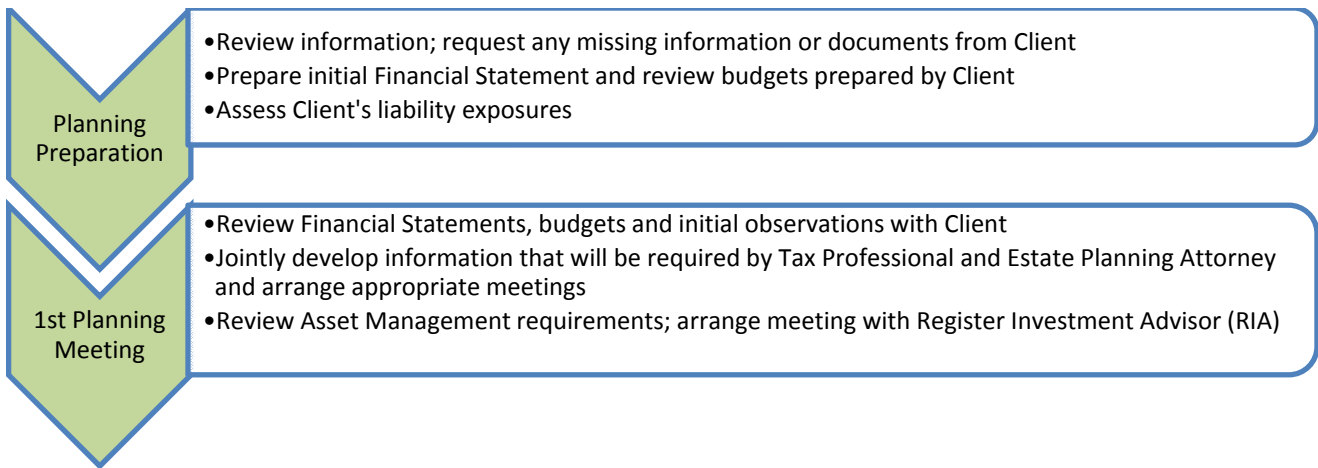 Planning
Preparation
•Review information; request any missing information or documents from Client
•Prepare initial Financial Statement and review budgets prepared by Client
•Assess Client's liability exposures
1st Planning
Meeting
•Review Financial Statements, budgets and initial observations with Client
•Jointly develop information that will be required by Tax Professional and Estate Planning Attorney
and arrange appropriate meetings
•Review Asset Management requirements; arrange meeting with Register Investment Advisor (RIA)